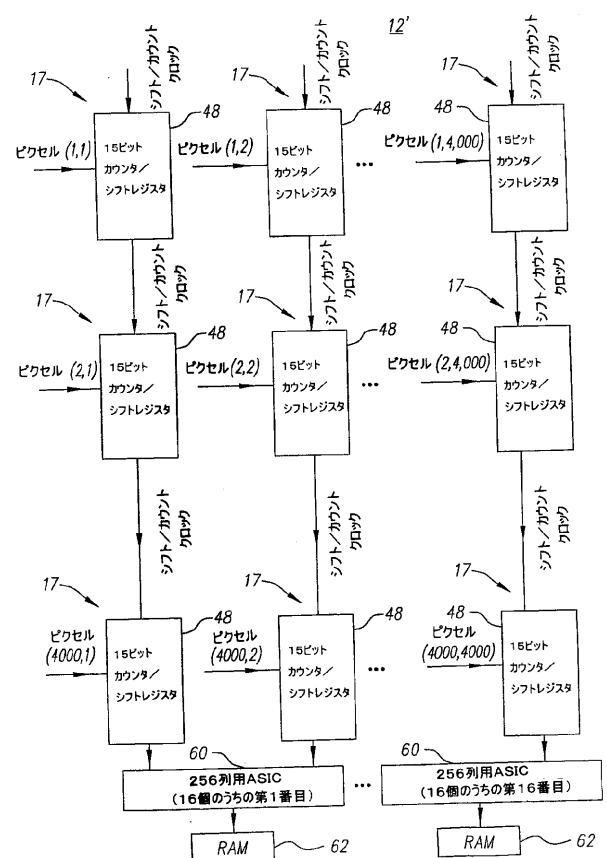 12'
シフト/カウント
クロック
シフト/カウント
クロック
シフト/カウント
クロック
17
17
17
48
48
48
ピクセル (1,1)
15ビット
カウンタ/
シフトレジスタ
ピクセル (1,2)
15ビット
カウンタ/
シフトレジスタ
...
ピクセル (1,4,000)
15ビット
カウンタ/
シフトレジスタ
シフト/カウント
クロック
シフト/カウント
クロック
シフト/カウント
クロック
17
17
17
48
48
48
ピクセル (2,1)
15ビット
カウンタ/
シフトレジスタ
ピクセル(2,2)
15ビット
カウンタ/
シフトレジスタ
...
ピクセル (2,4,000)
15ビット
カウンタ/
シフトレジスタ
シフト/カウント
クロック
シフト/カウント
クロック
シフト/カウント
クロック
17
17
17
48
48
48
ピクセル
(4000,1)
15ビット
カウンタ/
シフトレジスタ
ピクセル
(4000,2)
15ビット
カウンタ/
シフトレジスタ
...
ピクセル
(4000,4000)
15ビット
カウンタ/
シフトレジスタ
60
60
256列用ASIC
(16個のうちの第1番目)
...
256列用ASIC
(16個のうちの第16番目)
RAM
62
RAM
62